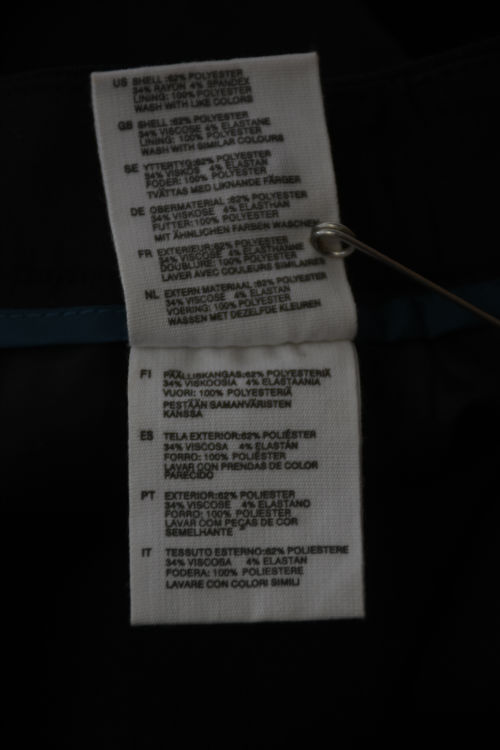 US SHELL :62% POLYESTER
34% RAYON 4% SPANDEX
LINING: 100% POLYESTER
WASH WITH LIKE COLORS
GB SHELL :62% POLYESTER
34% VISCOSE 4% ELASTANE
LINING: 100% POLYESTER
WASH WITH SIMILAR COLOURS
SE YTTERTYG:62% POLYESTER
34% VISKOS 4% ELASTAN
FODER: 100% POLYESTER
TVÄTTAS MED LIKNANDE FÄRGER
DE OBERMATERIAL :62% POLYESTER
34% VISKOSE 4% ELASTHAN
FUTTER: 100% POLYESTER
MIT ÄHNLICHEN FARBEN WASCHEN
FR EXTERIEUR:62% POLYESTER
34% VISCOSE 4% ELASTHANNE
DOUBLURE: 100% POLYESTER
LAVER AVEC COULEURS SIMILAIRES
NL EXTERN MATERIAAL :62% POLYESTER
34% VISCOSE 4% ELASTAN
VOERING: 100% POLYESTER
WASSEN MET DEZELFDE KLEUREN
FI PÄÄLLISKANGAS:62% POLYESTERIÄ
34% VISKOOSIA 4% ELASTAANIA
VUORI: 100% POLYESTERIÄ
PESTÄÄN SAMANVÄRISTEN
KANSSA
ES TELA EXTERIOR:62% POLIÉSTER
34% VISCOSA 4% ELASTÁN
FORRO: 100% POLIÉSTER
LAVAR CON PRENDAS DE COLOR
PARECIDO
PT EXTERIOR:62% POLIESTER
34% VISCOSE 4% ELASTANO
FORRO: 100% POLIESTER
LAVAR COM PEÇAS DE COR
SEMELHANTE
IT TESSUTO ESTERNO:62% POLIESTERE
34% VISCOSA 4% ELASTAN
FODERA: 100% POLIESTERE
LAVARE CON COLORI SIMILI